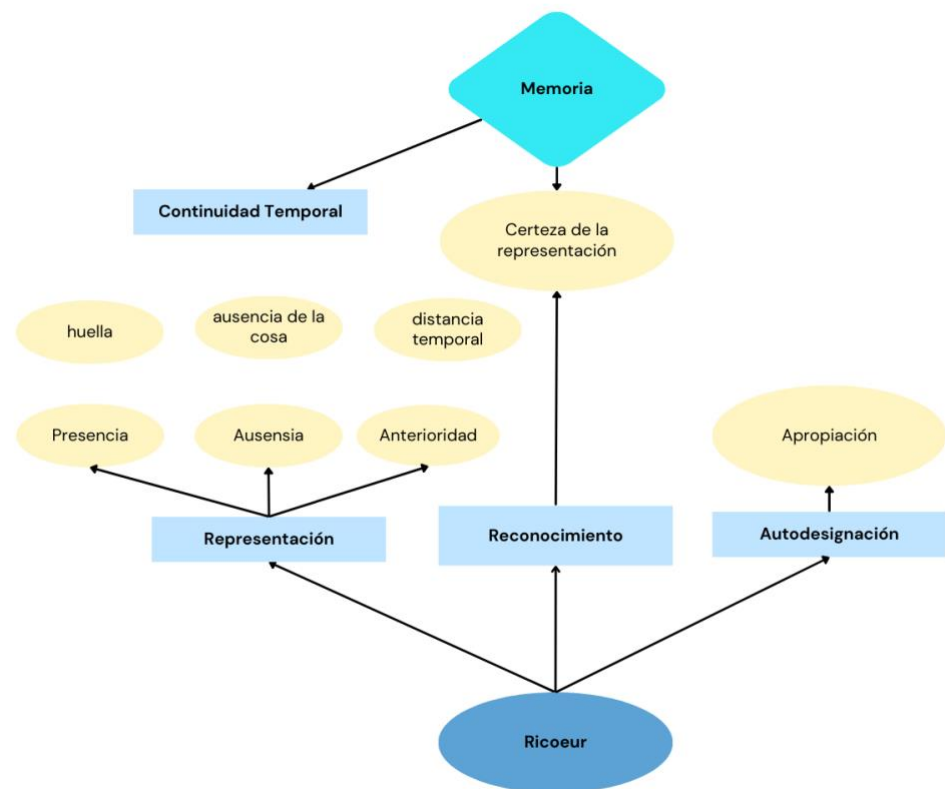 Memoria
Continuidad Temporal
Certeza de la
representación
huella
ausencia de la
cosa
distancia
temporal
Presencia
Ausensia
Anterioridad
Apropiación
Representación
Reconocimiento
Autodesignación
Ricoeur